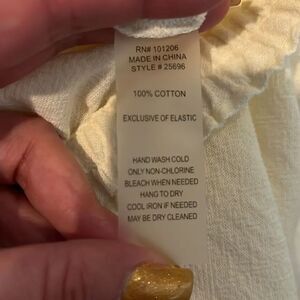 RN# 101206
MADE IN CHINA
STYLE # 25696
100% COTTON
EXCLUSIVE OF ELASTIC
HAND WASH COLD
ONLY NON-CHLORINE
BLEACH WHEN NEEDED
HANG TO DRY
COOL IRON IF NEEDED
MAY BE DRY CLEANED